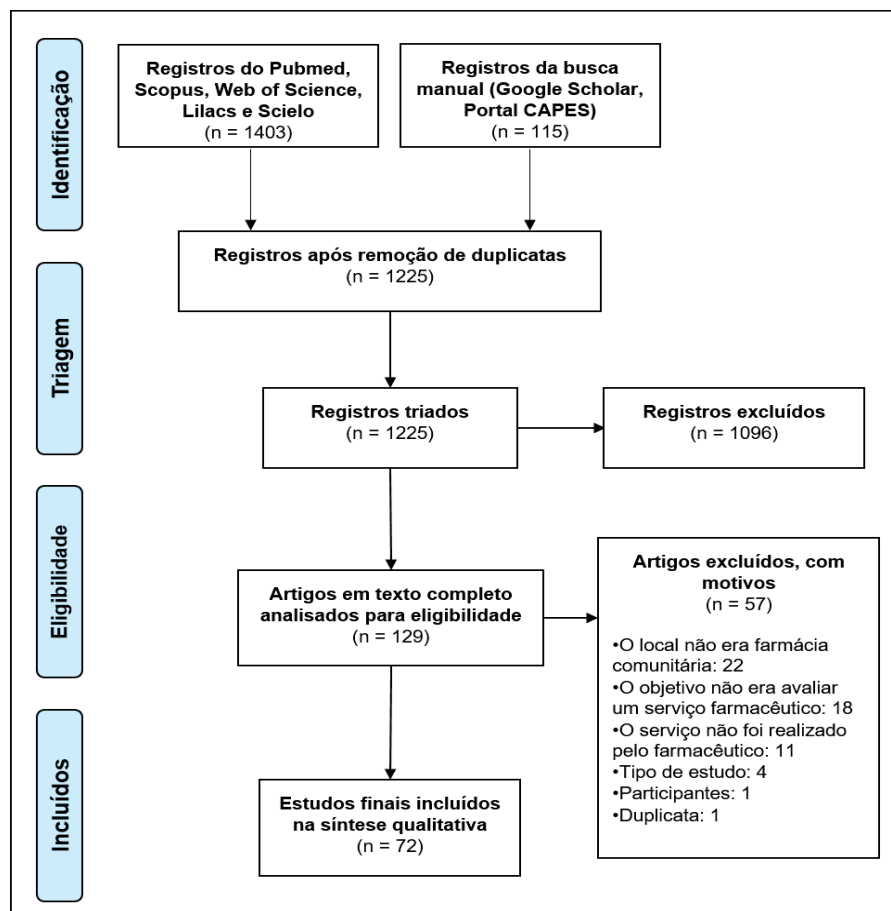 Identificação
Registros do Pubmed,
Scopus, Web of Science,
Lilacs e Scielo
(n = 1403)
Registros da busca
manual (Google Scholar,
Portal CAPES)
(n = 115)
Registros após remoção de duplicatas
(n = 1225)
Triagem
Registros triados
(n = 1225)
Registros excluídos
(n = 1096)
Eligibilidade
Artigos em texto completo
analisados para eligibilidade
(n = 129)
Artigos excluídos, com
motivos
(n = 57)
•O local não era farmácia
comunitária: 22
•O objetivo não era avaliar
um serviço farmacêutico: 18
•O serviço não foi realizado
pelo farmacêutico: 11
•Tipo de estudo: 4
•Participantes: 1
•Duplicata: 1
Incluídos
Estudos finais incluídos
na síntese qualitativa
(n = 72)